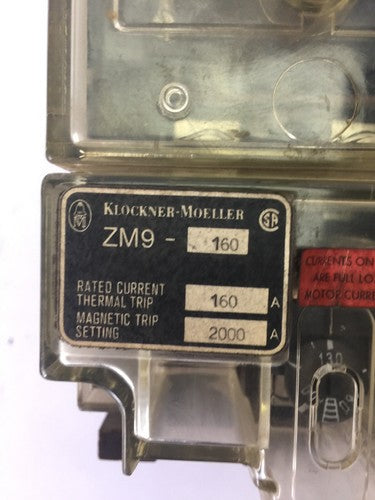 KLOCKNER-MOELLER
ZM9 - 160
RATED CURRENT
THERMAL TRIP 160 A
MAGNETIC TRIP
SETTING 2000 A
CURRENTS ON
ARE FULL LO
MOTOR CURRE
130